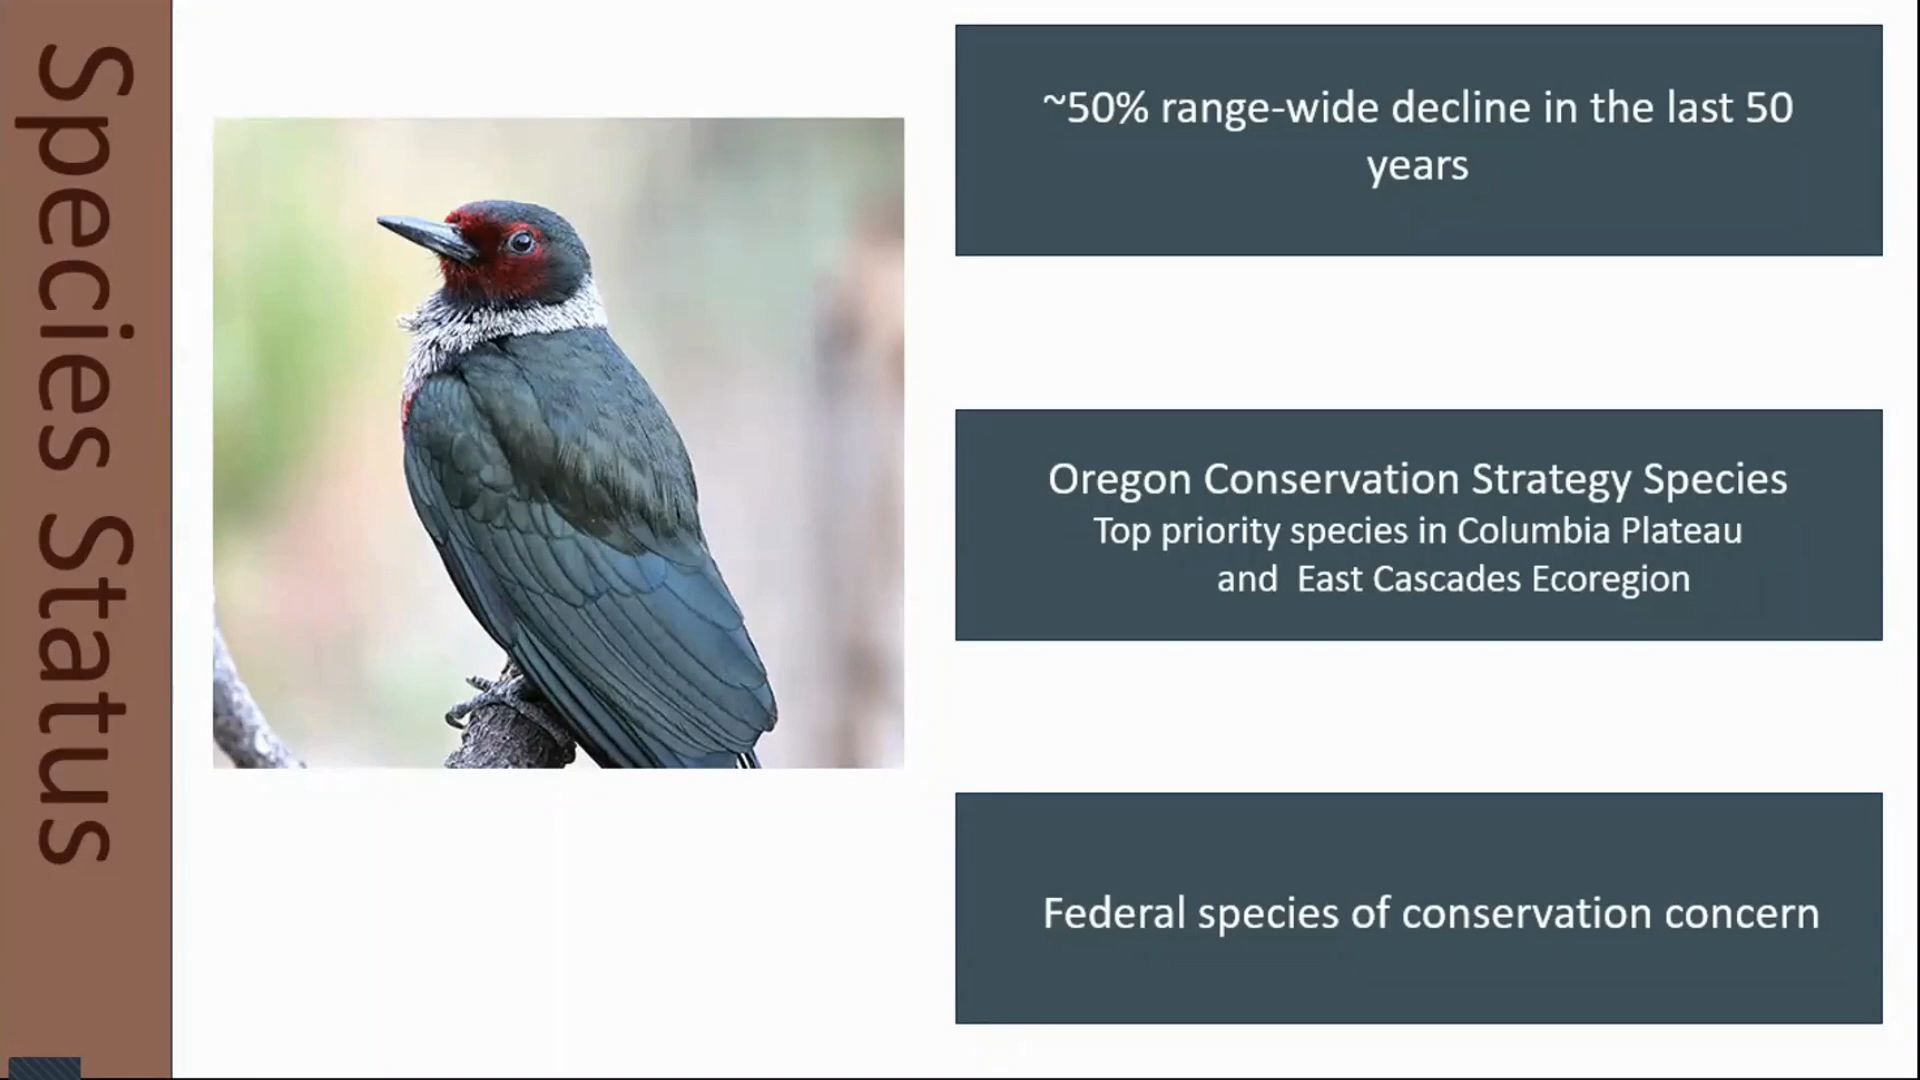 Species Status
~50% range-wide decline in the last 50
years
Oregon Conservation Strategy Species
Top priority species in Columbia Plateau
and East Cascades Ecoregion
Federal species of conservation concern